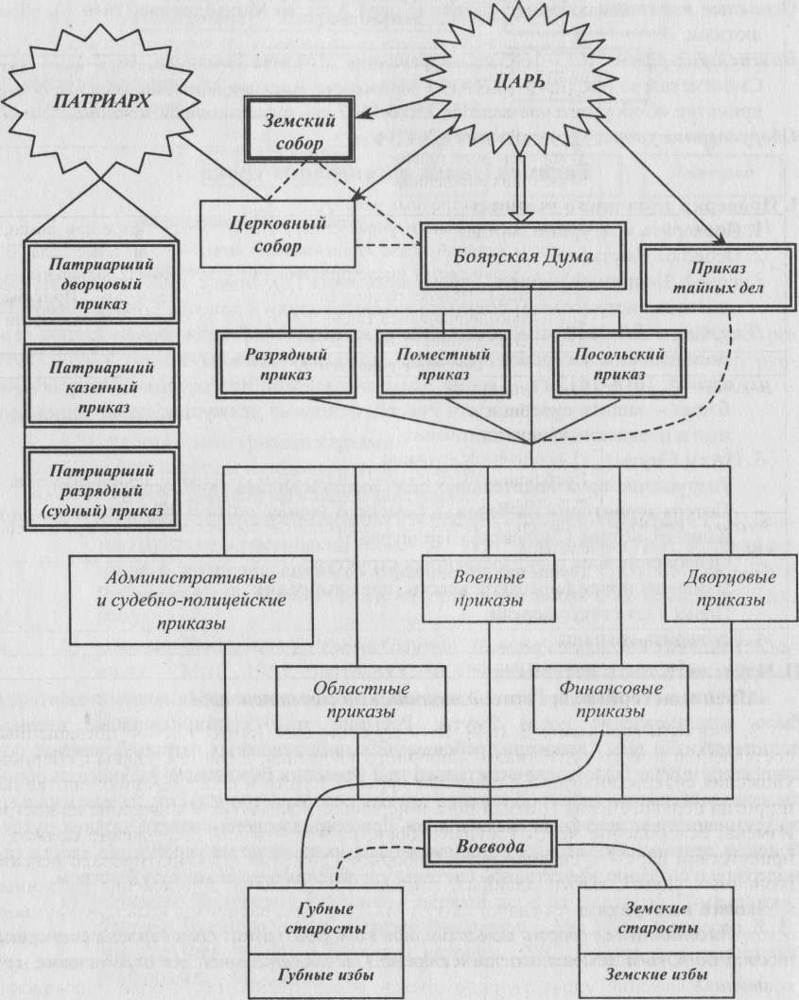 ПАТРИАРХ
ЦАРЬ
Земский
собор
Церковный
собор
Боярская Дума
Приказ
тайных дел
Патриарший
дворцовый
приказ
Патриарший
казенный
приказ
Патриарший
разрядный
(судный) приказ
Разрядный
приказ
Поместный
приказ
Посольский
приказ
Административные
и судебно-полицейские
приказы
Военные
приказы
Дворцовые
приказы
Областные
приказы
Финансовые
приказы
Воевода
Губные
старосты
Губные избы
Земские
старосты
Земские избы